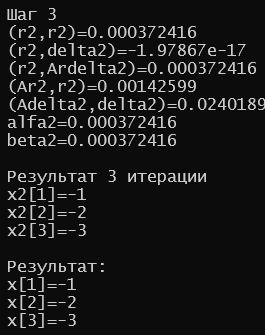 Шаг 3
(r2,r2)=0.000372416
(r2,delta2)=-1.97867e-17
(r2,Ardelta2)=0.000372416
(Ar2,r2)=0.00142599
(Adelta2,delta2)=0.0240189
alfa2=0.000372416
beta2=0.000372416
Результат 3 итерации
x2[1]=-1
x2[2]=-2
x2[3]=-3
Результат:
x[1]=-1
x[2]=-2
x[3]=-3